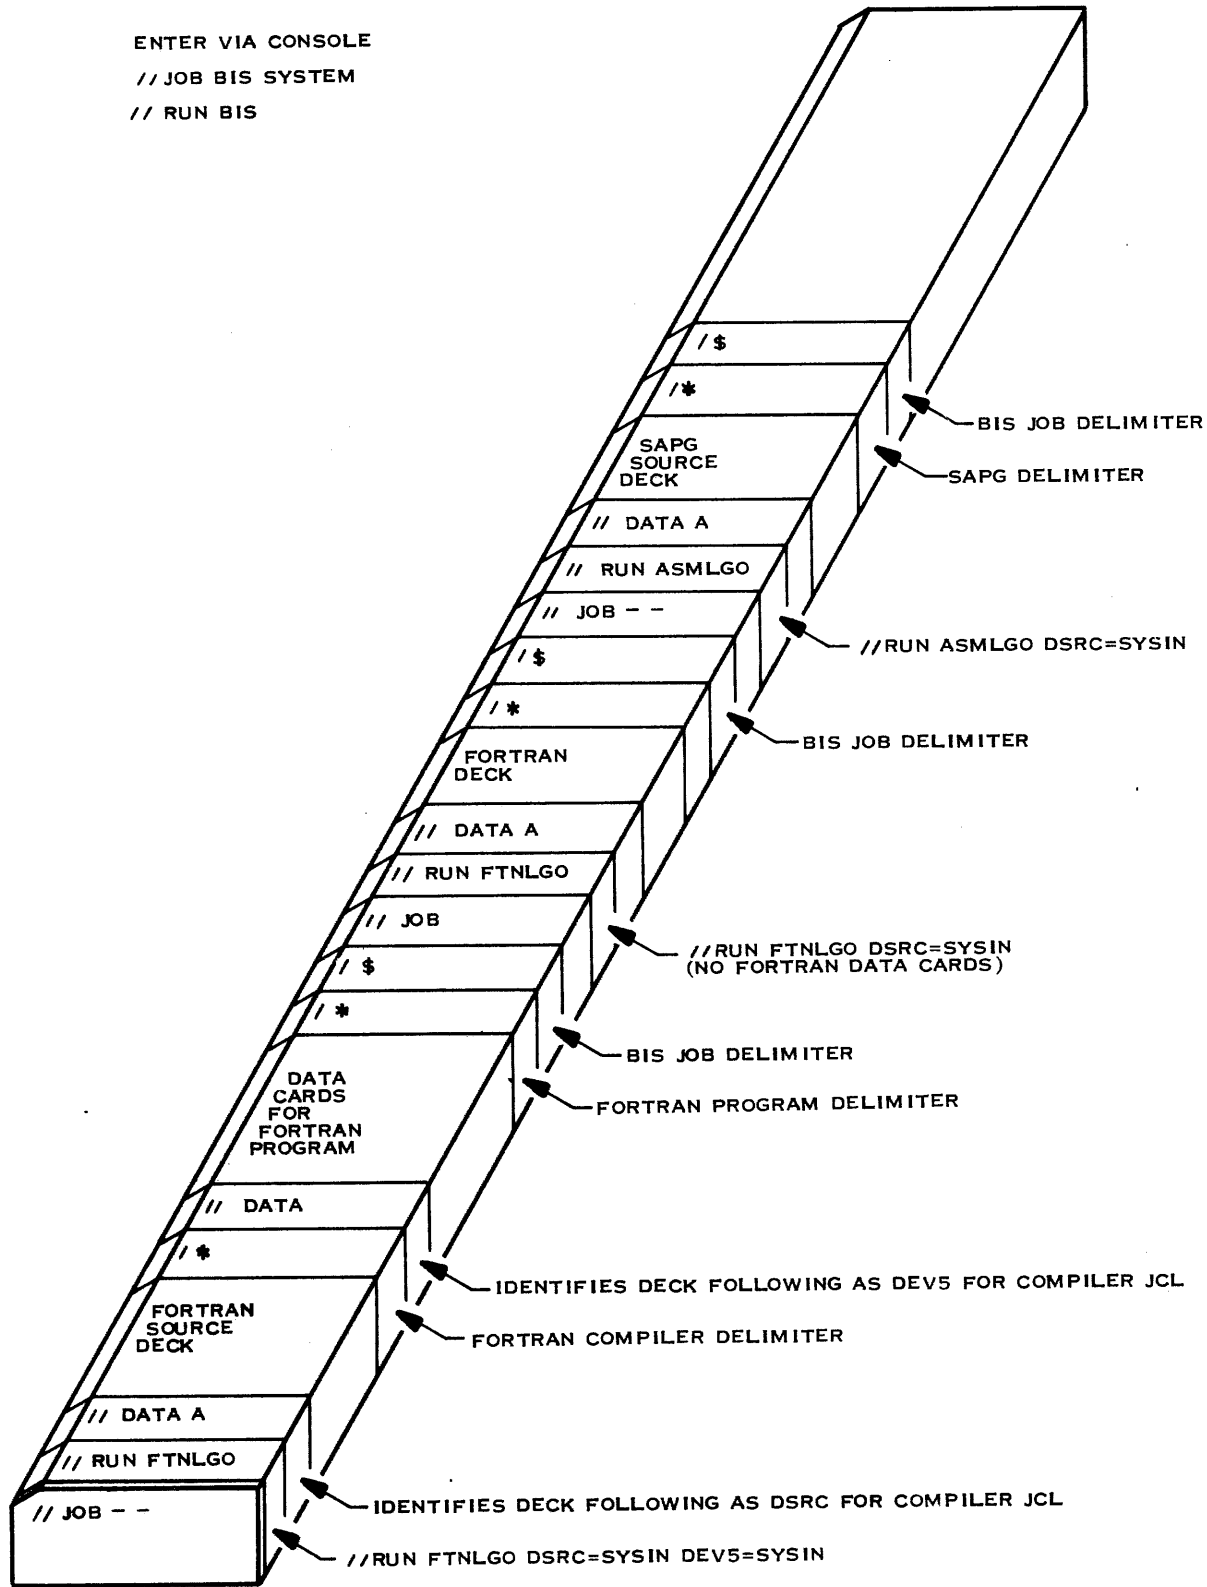 ENTER VIA CONSOLE
// JOB BIS SYSTEM
// RUN BIS
/ $
/ *
BIS JOB DELIMITER
SAPG
SOURCE
DECK
SAPG DELIMITER
// DATA A
// RUN ASMLGO
// JOB - -
//RUN ASMLGO DSRC=SYSIN
/ $
/ *
BIS JOB DELIMITER
FORTRAN
DECK
// DATA A
// RUN FTNLGO
// JOB
//RUN FTNLGO DSRC=SYSIN
(NO FORTRAN DATA CARDS)
/ $
/ *
BIS JOB DELIMITER
DATA
CARDS
FOR
FORTRAN
PROGRAM
FORTRAN PROGRAM DELIMITER
// DATA
/ *
IDENTIFIES DECK FOLLOWING AS DEV5 FOR COMPILER JCL
FORTRAN
SOURCE
DECK
FORTRAN COMPILER DELIMITER
// DATA A
// RUN FTNLGO
// JOB - -
IDENTIFIES DECK FOLLOWING AS DSRC FOR COMPILER JCL
//RUN FTNLGO DSRC=SYSIN DEV5=SYSIN